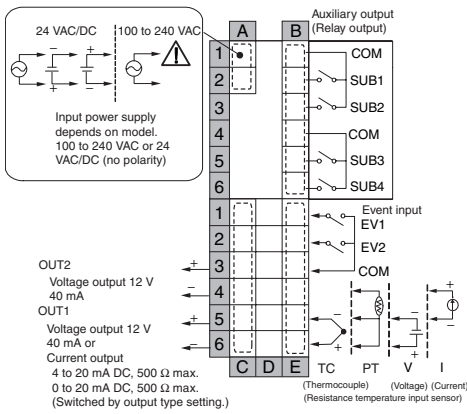 24 VAC/DC
100 to 240 VAC
− + − +
+ − + −
Input power supply
depends on model.
100 to 240 VAC or 24
VAC/DC (no polarity)
A
B
Auxiliary output
(Relay output)
1
COM
2
SUB1
3
SUB2
4
COM
5
SUB3
6
SUB4
1
Event input
EV1
2
EV2
3
COM
4
5
6
C D E
OUT2
+
Voltage output 12 V
40 mA
−
OUT1
+
Voltage output 12 V
40 mA or
−
Current output
4 to 20 mA DC, 500 Ω max.
0 to 20 mA DC, 500 Ω max.
(Switched by output type setting.)
− − +
+ + −
TC PT V I
(Thermocouple) (Voltage) (Current)
(Resistance temperature input sensor)